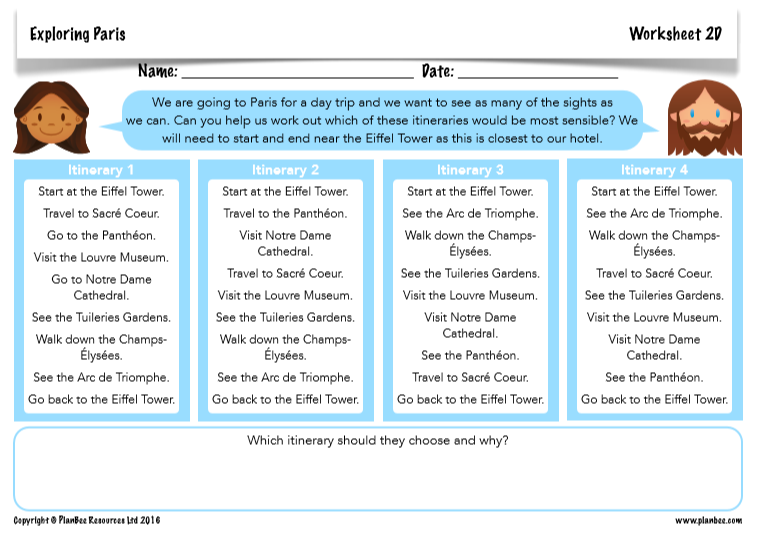 Exploring Paris
Worksheet 2D
Name: ______ Date: ______
We are going to Paris for a day trip and we want to see as many of the sights as
we can. Can you help us work out which of these itineraries would be most sensible? We
will need to start and end near the Eiffel Tower as this is closest to our hotel.
Itinerary 1
Start at the Eiffel Tower.
Travel to Sacré Coeur.
Go to the Panthéon.
Visit the Louvre Museum.
Go to Notre Dame
Cathedral.
See the Tuileries Gardens.
Walk down the Champs-
Élysées.
See the Arc de Triomphe.
Go back to the Eiffel Tower.
Itinerary 2
Start at the Eiffel Tower.
Travel to the Panthéon.
Visit Notre Dame
Cathedral.
Travel to Sacré Coeur.
Visit the Louvre Museum.
See the Tuileries Gardens.
Walk down the Champs-
Élysées.
See the Arc de Triomphe.
Go back to the Eiffel Tower.
Itinerary 3
Start at the Eiffel Tower.
See the Arc de Triomphe.
Walk down the Champs-
Élysées.
See the Tuileries Gardens.
Visit the Louvre Museum.
Visit Notre Dame
Cathedral.
See the Panthéon.
Travel to Sacré Coeur.
Go back to the Eiffel Tower.
Itinerary 4
Start at the Eiffel Tower.
See the Arc de Triomphe.
Walk down the Champs-
Élysées.
Travel to Sacré Coeur.
See the Tuileries Gardens.
Visit the Louvre Museum.
Visit Notre Dame
Cathedral.
See the Panthéon.
Go back to the Eiffel Tower.
Which itinerary should they choose and why?
Copyright © PlanBee Resources Ltd 2016
www.planbee.com